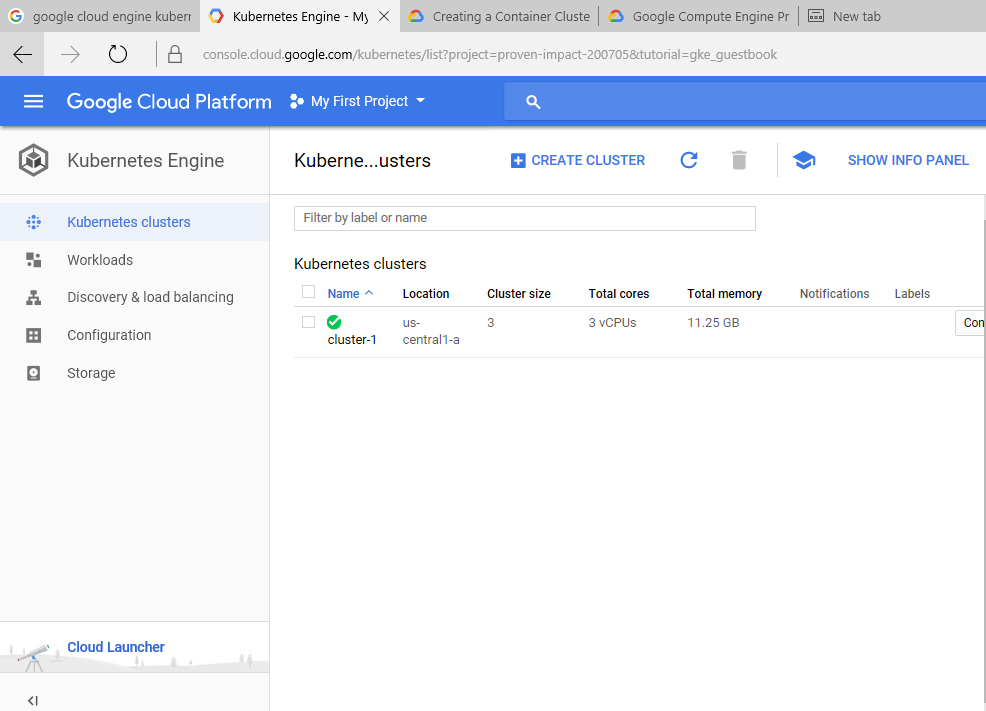 google cloud engine kubern
Kubernetes Engine - My
Creating a Container Cluste
Google Compute Engine Pr
New tab
console.cloud.google.com/kubernetes/list?project=proven-impact-200705&tutorial=gke_guestbook
Google Cloud Platform
My First Project
Kubernetes Engine
Kuberne...usters
CREATE CLUSTER
SHOW INFO PANEL
Kubernetes clusters
Workloads
Discovery & load balancing
Configuration
Storage
Filter by label or name
Kubernetes clusters
Name Location Cluster size Total cores Total memory Notifications Labels
us- 3 3 vCPUs 11.25 GB Con
cluster-1 central1-a
Cloud Launcher